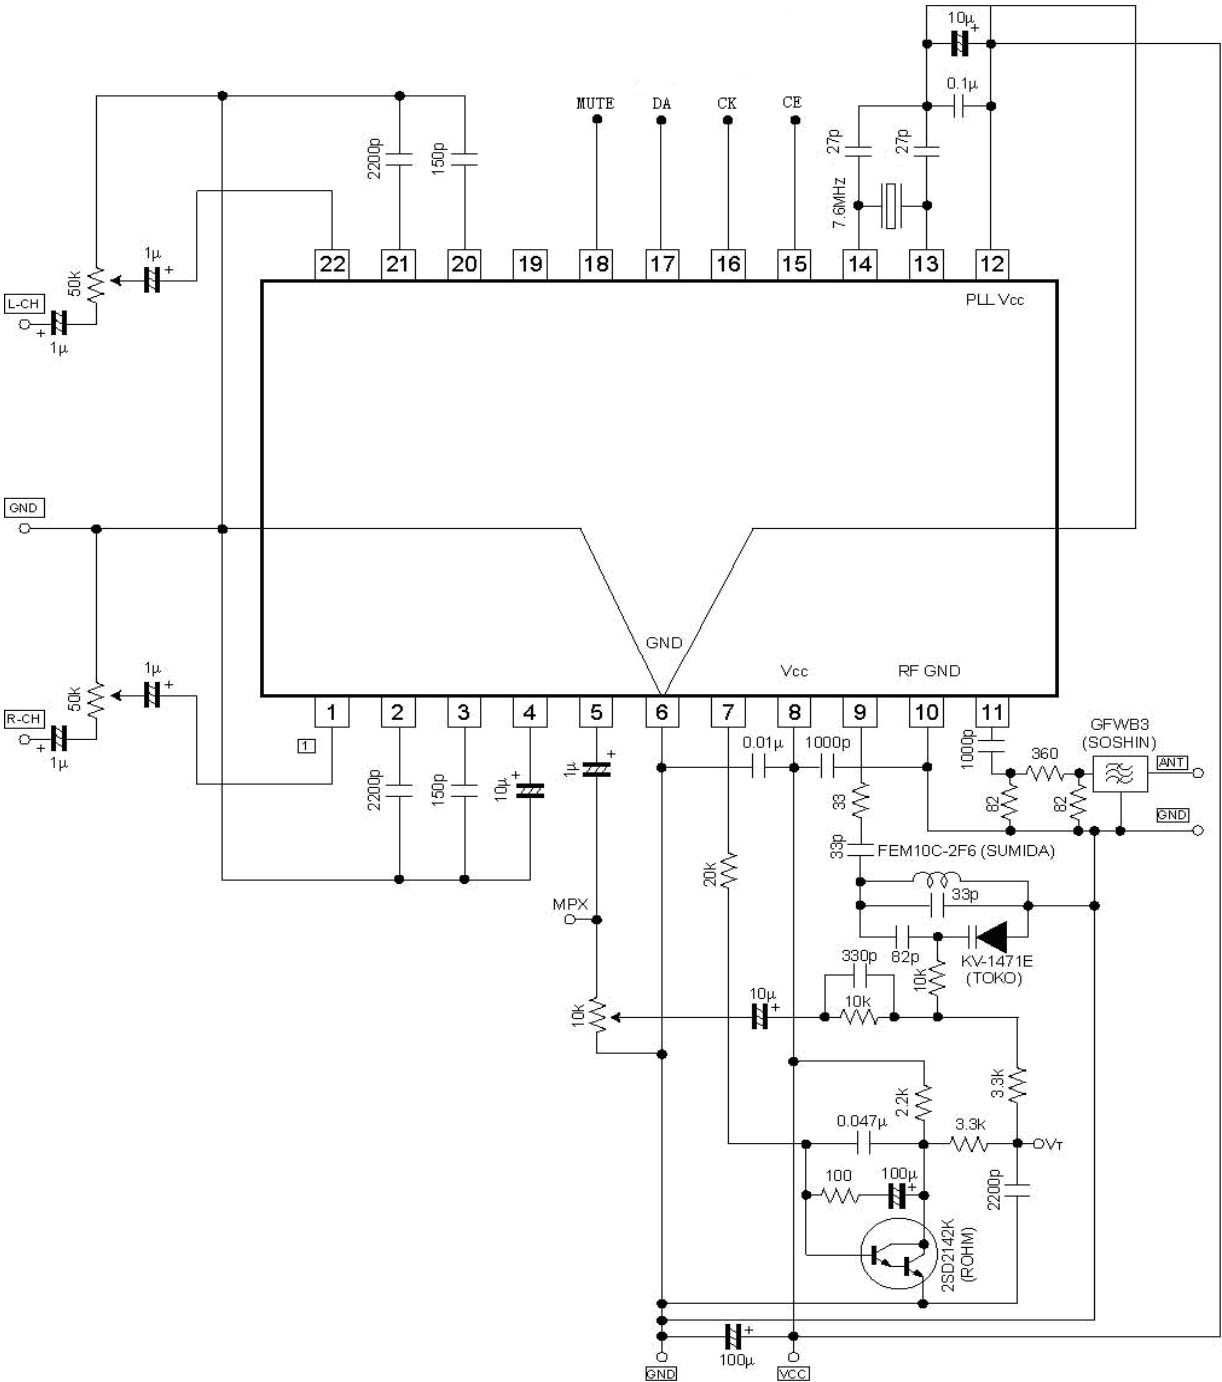 10μ
+
0.1μ
MUTE
DA
CK
CE
2200p
150p
27p
27p
7.6MHz
22
21
20
19
18
17
16
15
14
13
12
1μ
+
50k
L-CH
+
1μ
PLL Vcc
GND
GND
Vcc
RF GND
1μ
+
50k
R-CH
+
1μ
1
2
3
4
5
6
7
8
9
10
11
1
2200p
150p
10μ
+
1μ
+
0.01μ
1000p
1000p
GFWB3
(SOSHIN)
360
ANT
82
82
GND
33
33p
FEM10C-2F6 (SUMIDA)
20k
33p
MPX
82p
KV-1471E
(TOKO)
330p
10k
10μ
+
10k
10k
2.2k
3.3k
0.047μ
3.3k
VT
100
100μ
+
2200p
2SD2142K
(ROHM)
+
100μ
GND
VCC